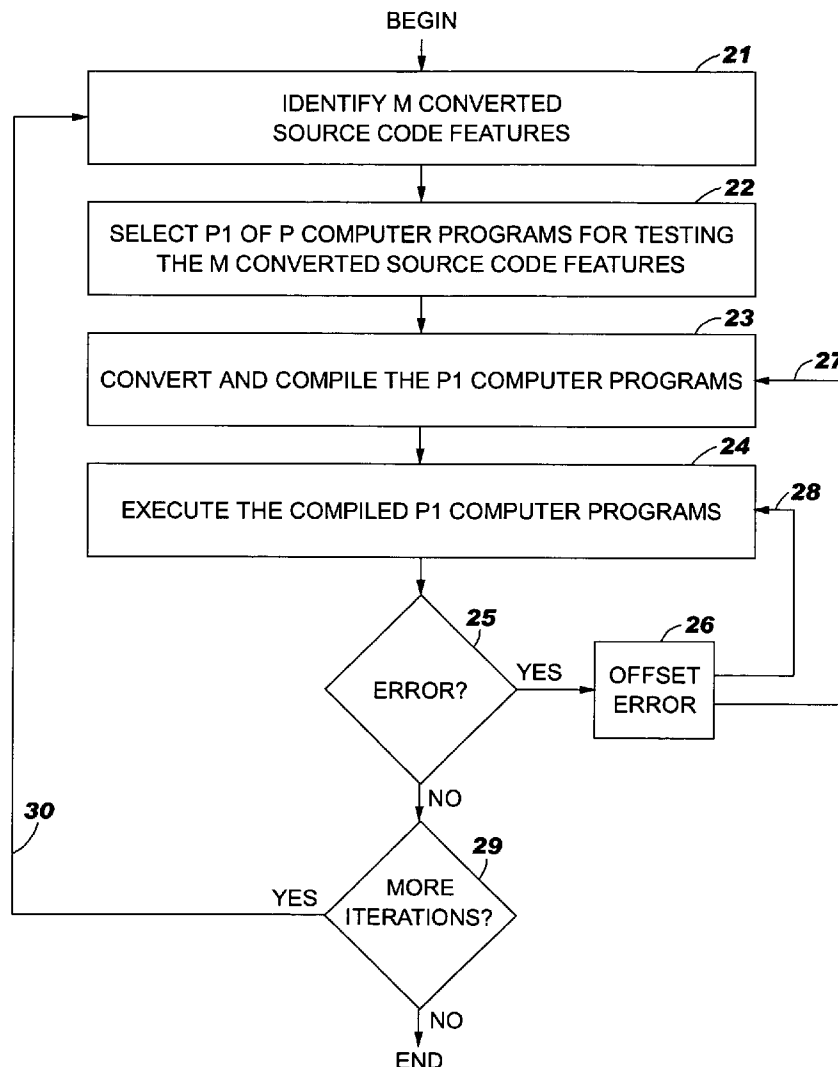 BEGIN
21
IDENTIFY M CONVERTED
SOURCE CODE FEATURES
22
SELECT P1 OF P COMPUTER PROGRAMS FOR TESTING
THE M CONVERTED SOURCE CODE FEATURES
23
CONVERT AND COMPILE THE P1 COMPUTER PROGRAMS
27
24
EXECUTE THE COMPILED P1 COMPUTER PROGRAMS
28
25
ERROR?
YES
26
OFFSET
ERROR
NO
30
29
MORE
ITERATIONS?
YES
NO
END